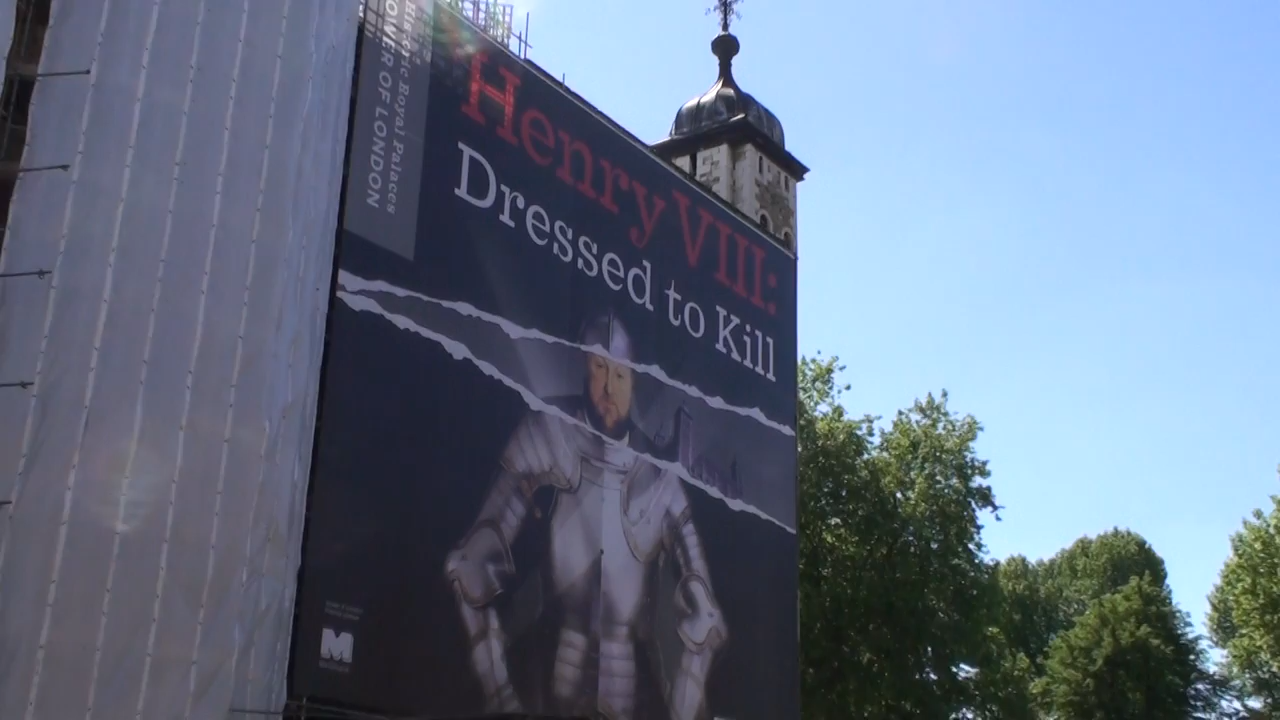 Historic Royal Palaces
TOWER OF LONDON
Henry VIII:
Dressed to Kill
M